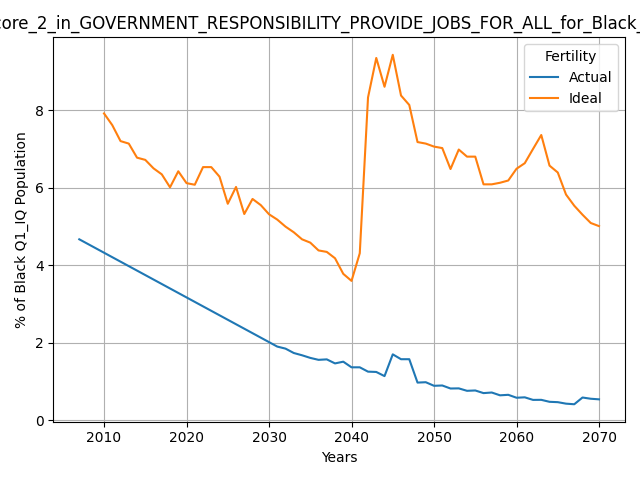 core_2_in_GOVERNMENT_RESPONSIBILITY_PROVIDE_JOBS_FOR_ALL_for_Black_
Fertility
Actual
Ideal
% of Black Q1_IQ Population
8
6
4
2
0
2010 2020 2030 2040 2050 2060 2070
Years